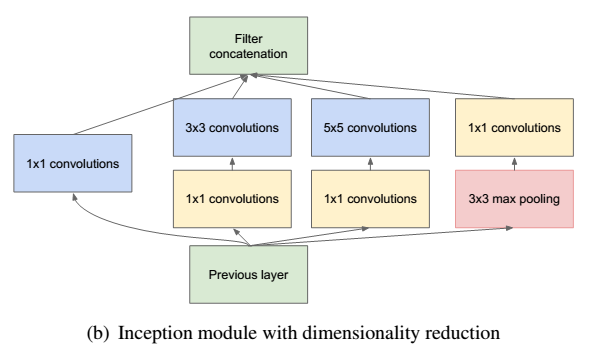 Filter
concatenation
3x3 convolutions
5x5 convolutions
1x1 convolutions
1x1 convolutions
1x1 convolutions
1x1 convolutions
3x3 max pooling
Previous layer
(b) Inception module with dimensionality reduction